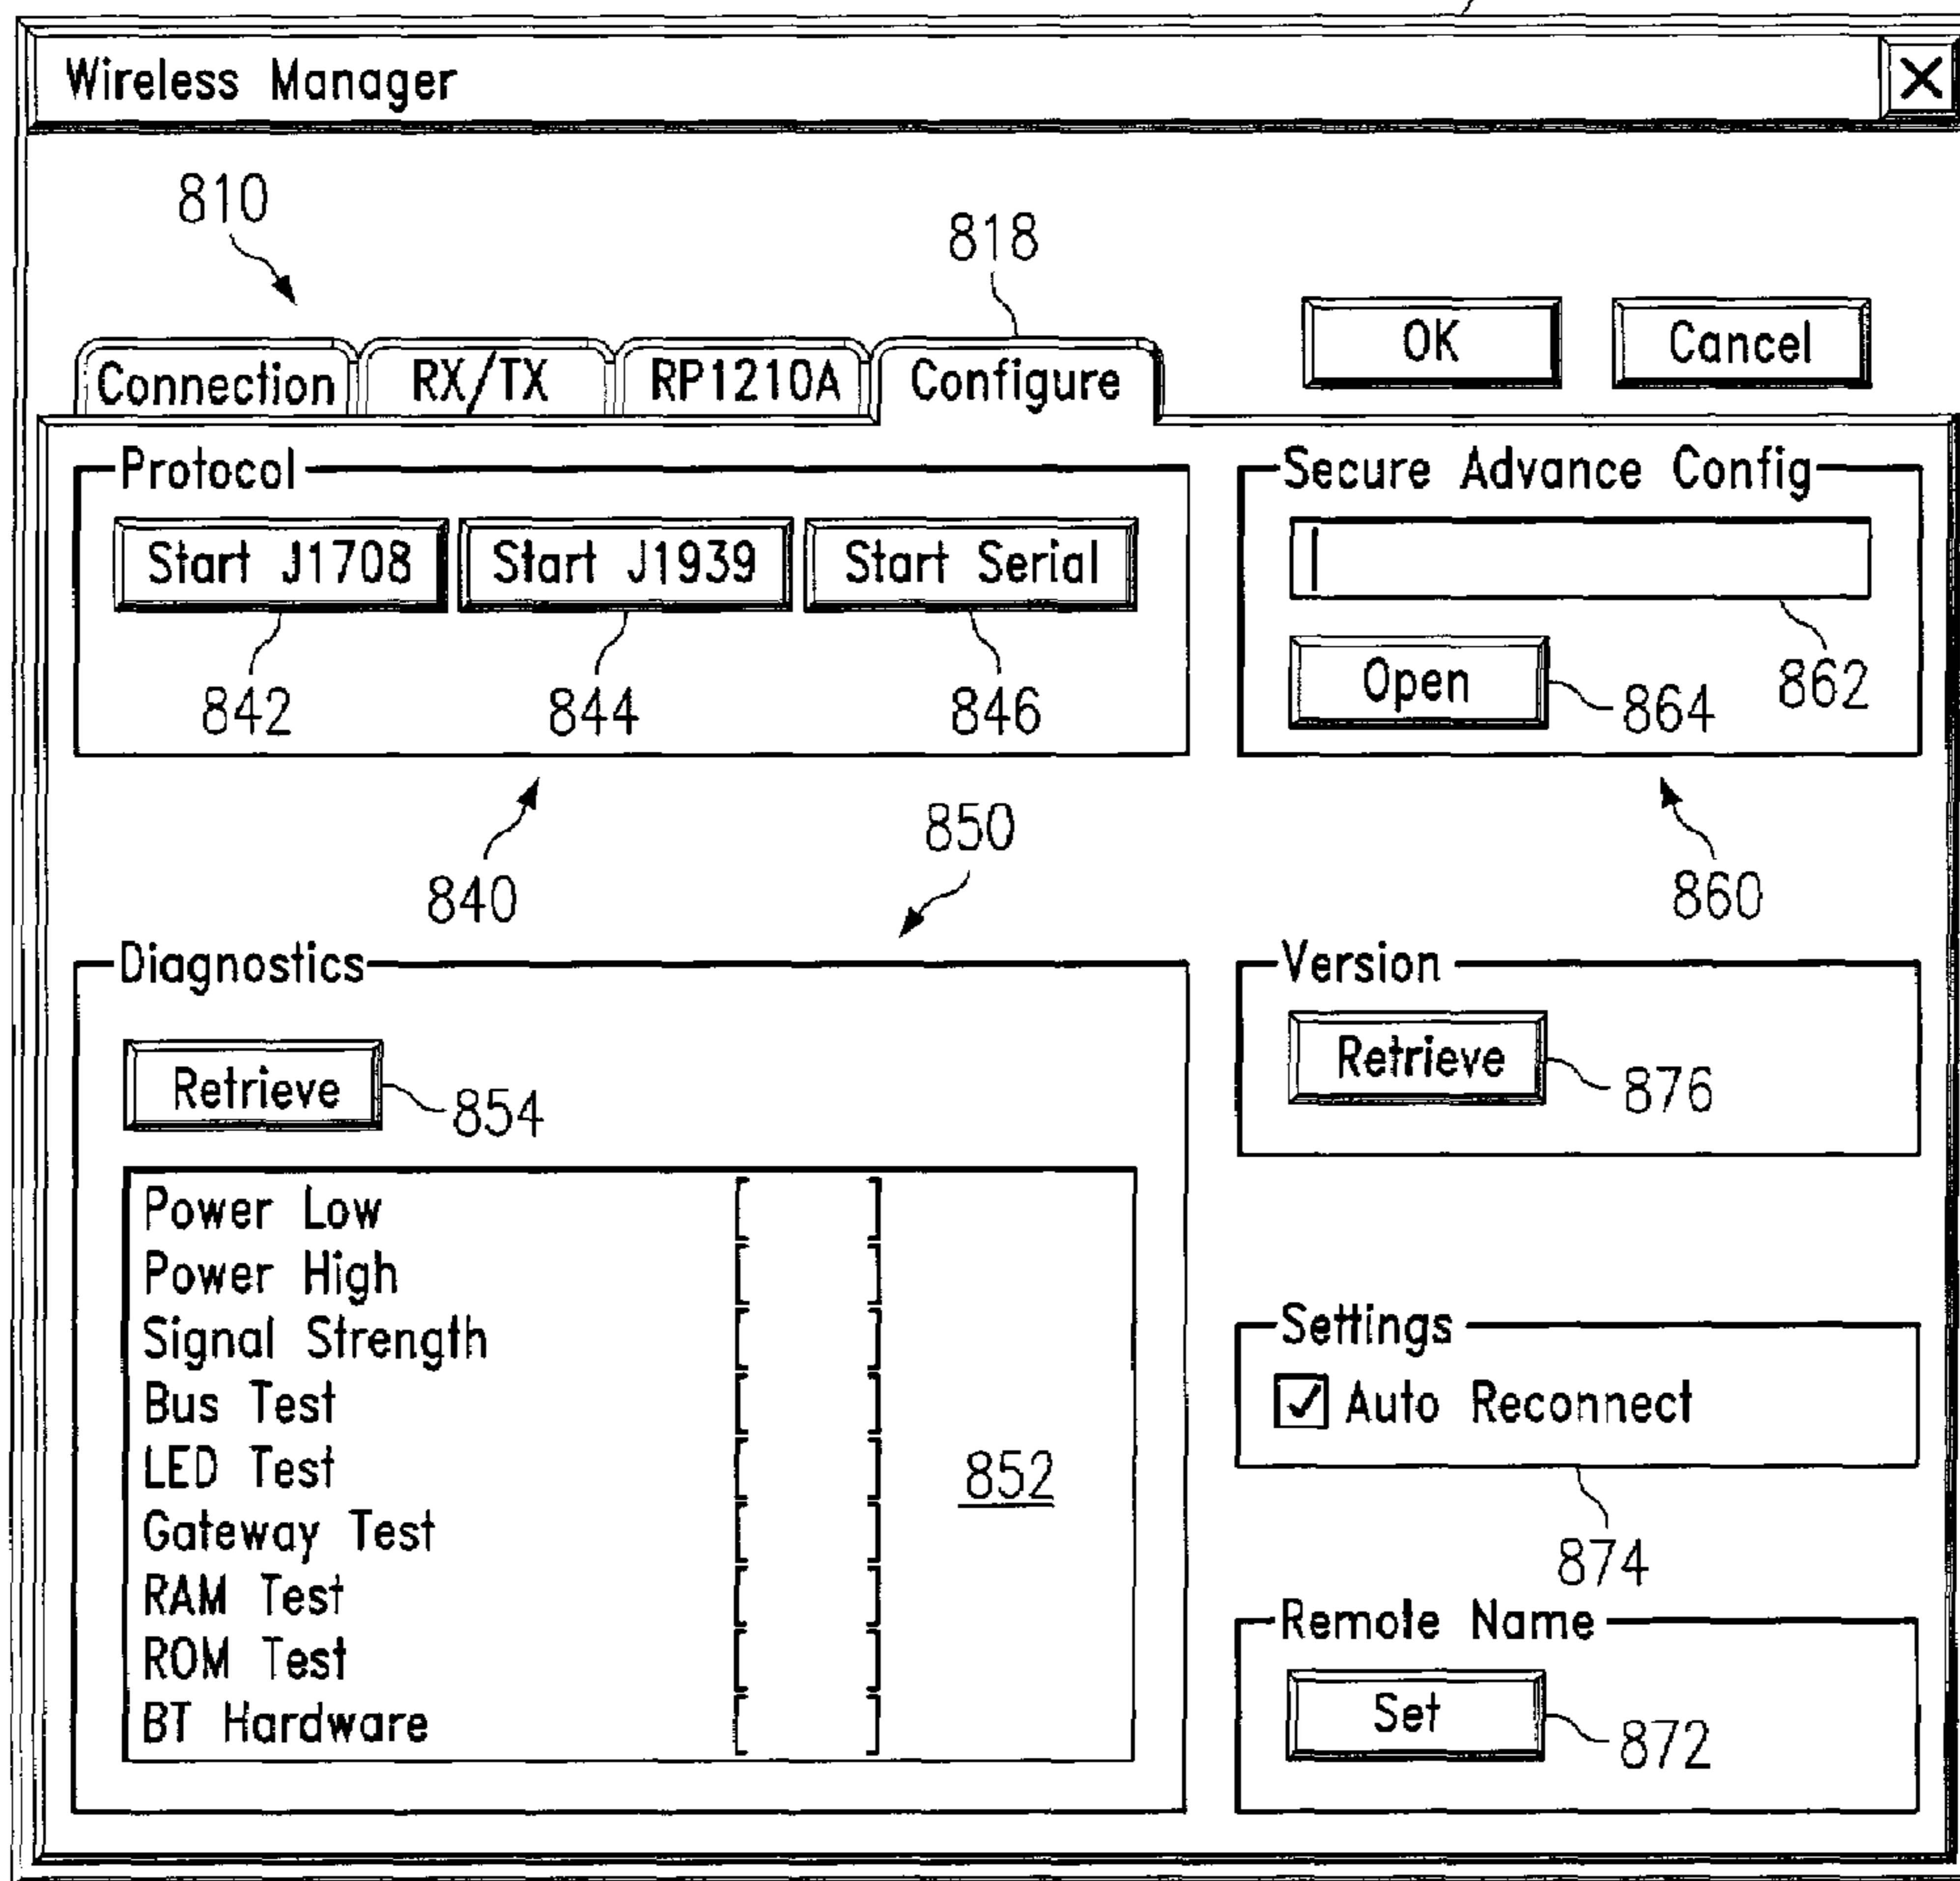 Wireless Manager
X
810
818
OK
Cancel
Connection
RX/TX
RP1210A
Configure
Protocol
Start J1708
Start J1939
Start Serial
842
844
846
840
Secure Advance Config
862
Open
864
860
850
Diagnostics
Retrieve
854
Power Low [ ]
Power High [ ]
Signal Strength [ ]
Bus Test [ ]
LED Test [ ]
Gateway Test [ ]
RAM Test [ ]
ROM Test [ ]
BT Hardware [ ]
852
Version
Retrieve
876
Settings
Auto Reconnect
874
Remote Name
Set
872